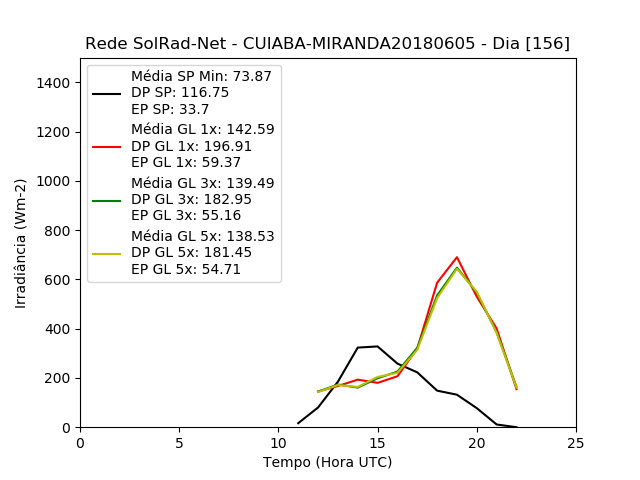 Rede SolRad-Net - CUIABA-MIRANDA20180605 - Dia [156]
Média SP Min: 73.87
DP SP: 116.75
EP SP: 33.7
Média GL 1x: 142.59
DP GL 1x: 196.91
EP GL 1x: 59.37
Média GL 3x: 139.49
DP GL 3x: 182.95
EP GL 3x: 55.16
Média GL 5x: 138.53
DP GL 5x: 181.45
EP GL 5x: 54.71
Irradiância (Wm-2)
1400
1200
1000
800
600
400
200
0
0 5 10 15 20 25
Tempo (Hora UTC)